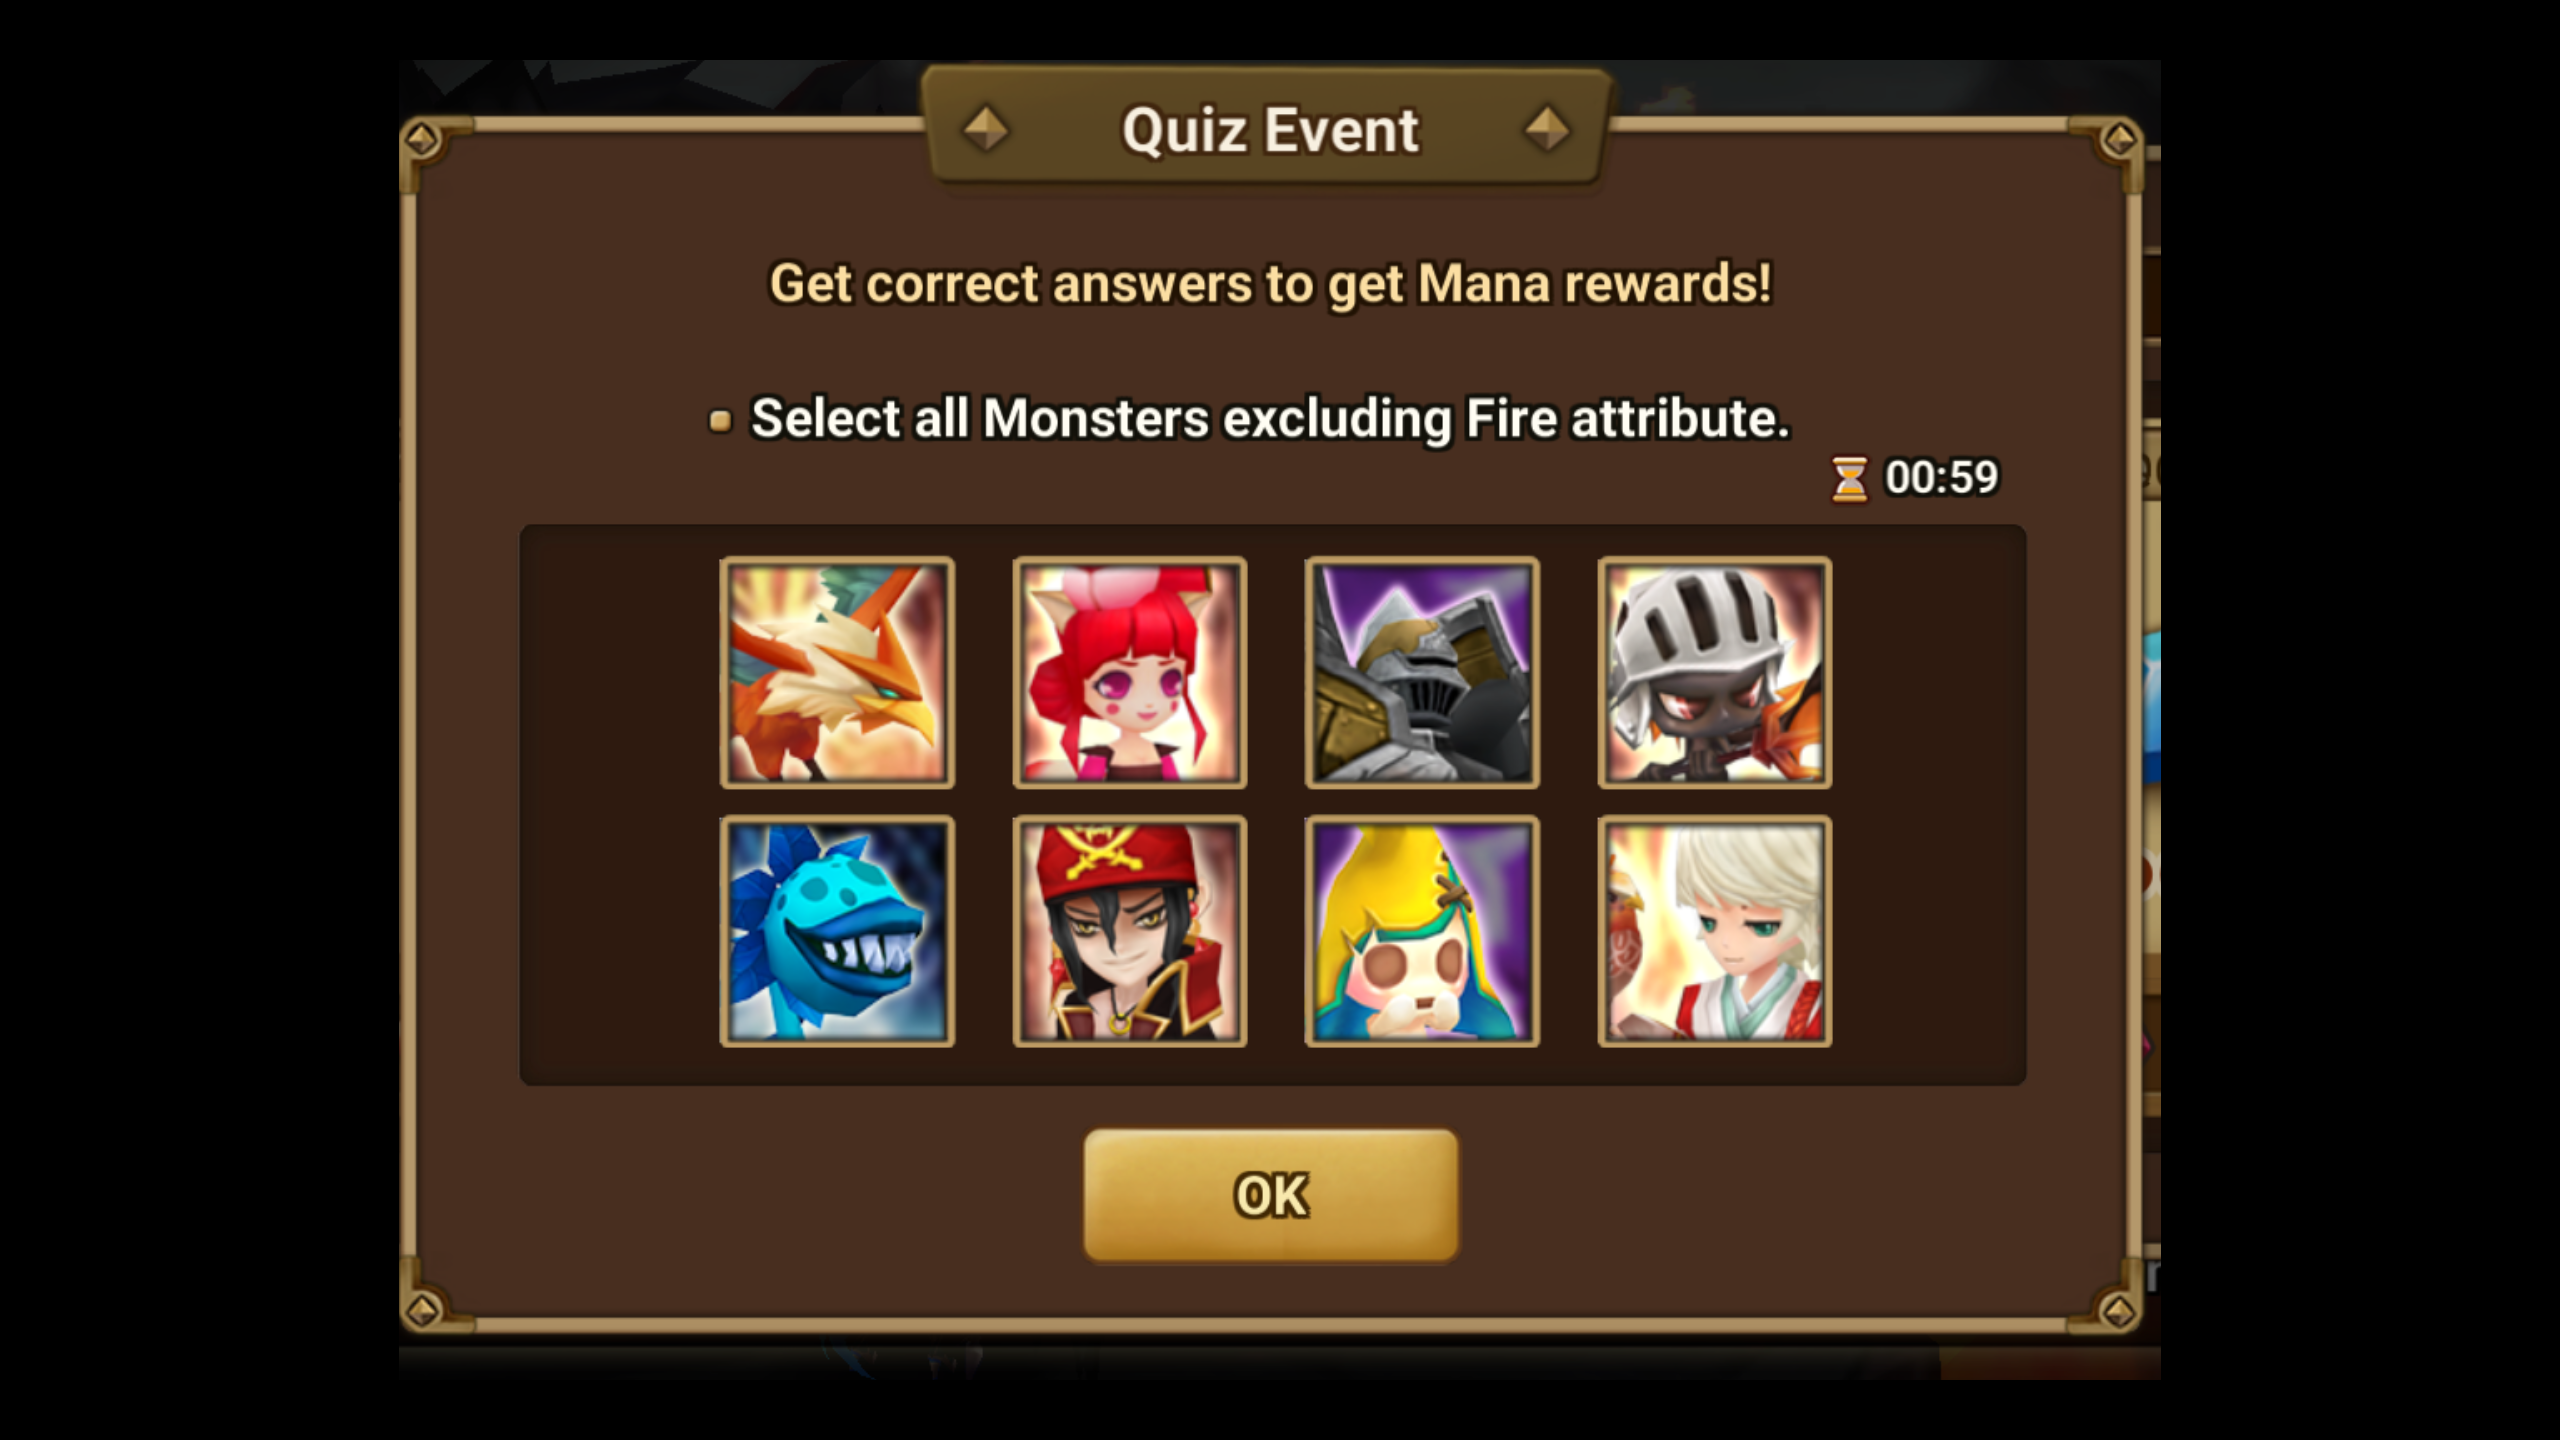 Quiz Event
Get correct answers to get Mana rewards!
Select all Monsters excluding Fire attribute.
00:59
OK